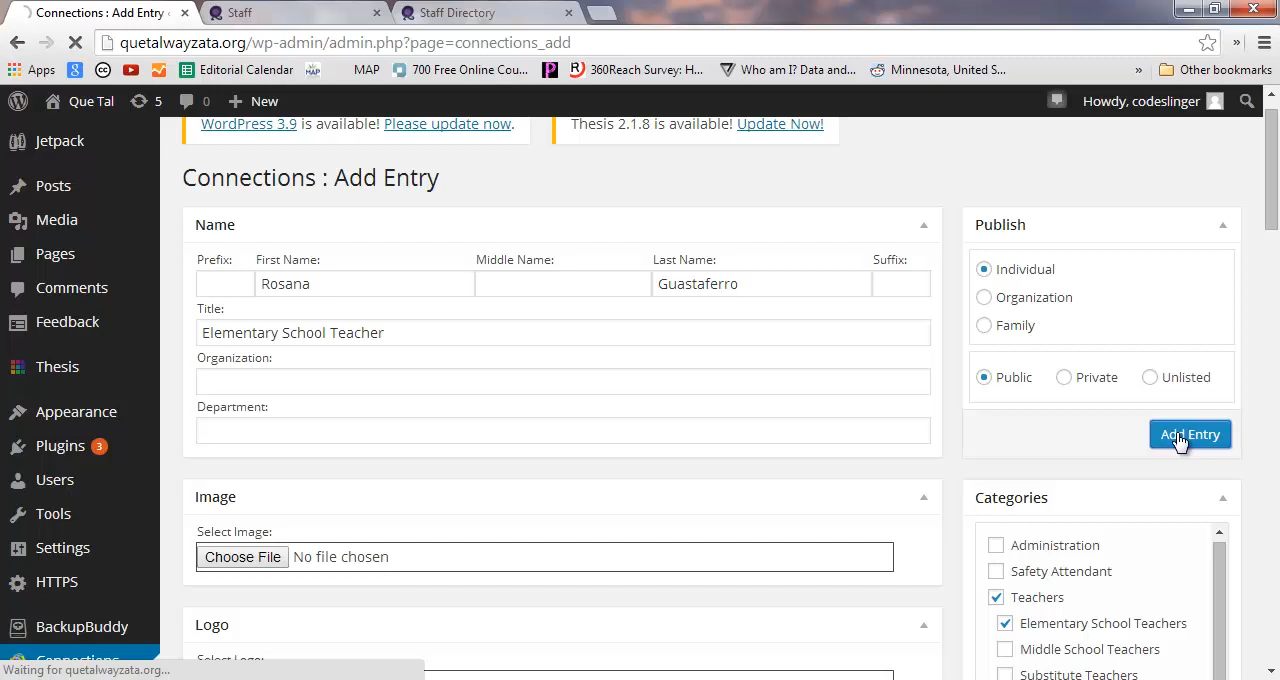 Connections : Add Entry
Staff
Staff Directory
quetalwayzata.org/wp-admin/admin.php?page=connections_add
Apps
Editorial Calendar
MAP
MAP
700 Free Online Cou...
360Reach Survey: H...
Who am I? Data and...
Minnesota, United S...
»
Other bookmarks
Que Tal
5
0
New
Howdy, codeslinger
WordPress 3.9 is available! Please update now.
Thesis 2.1.8 is available! Update Now!
Jetpack
Posts
Media
Pages
Comments
Feedback
Thesis
Appearance
Plugins 3
Users
Tools
Settings
HTTPS
BackupBuddy
Connections
Connections : Add Entry
Name
Prefix:
First Name:
Middle Name:
Last Name:
Suffix:
Rosana
Guastaferro
Title:
Elementary School Teacher
Organization:
Department:
Image
Select Image:
Choose File No file chosen
Logo
Select Logo:
Publish
Individual
Organization
Family
Public
Private
Unlisted
Add Entry
Categories
Administration
Safety Attendant
Teachers
Elementary School Teachers
Middle School Teachers
Substitute Teachers
Waiting for quetalwayzata.org...